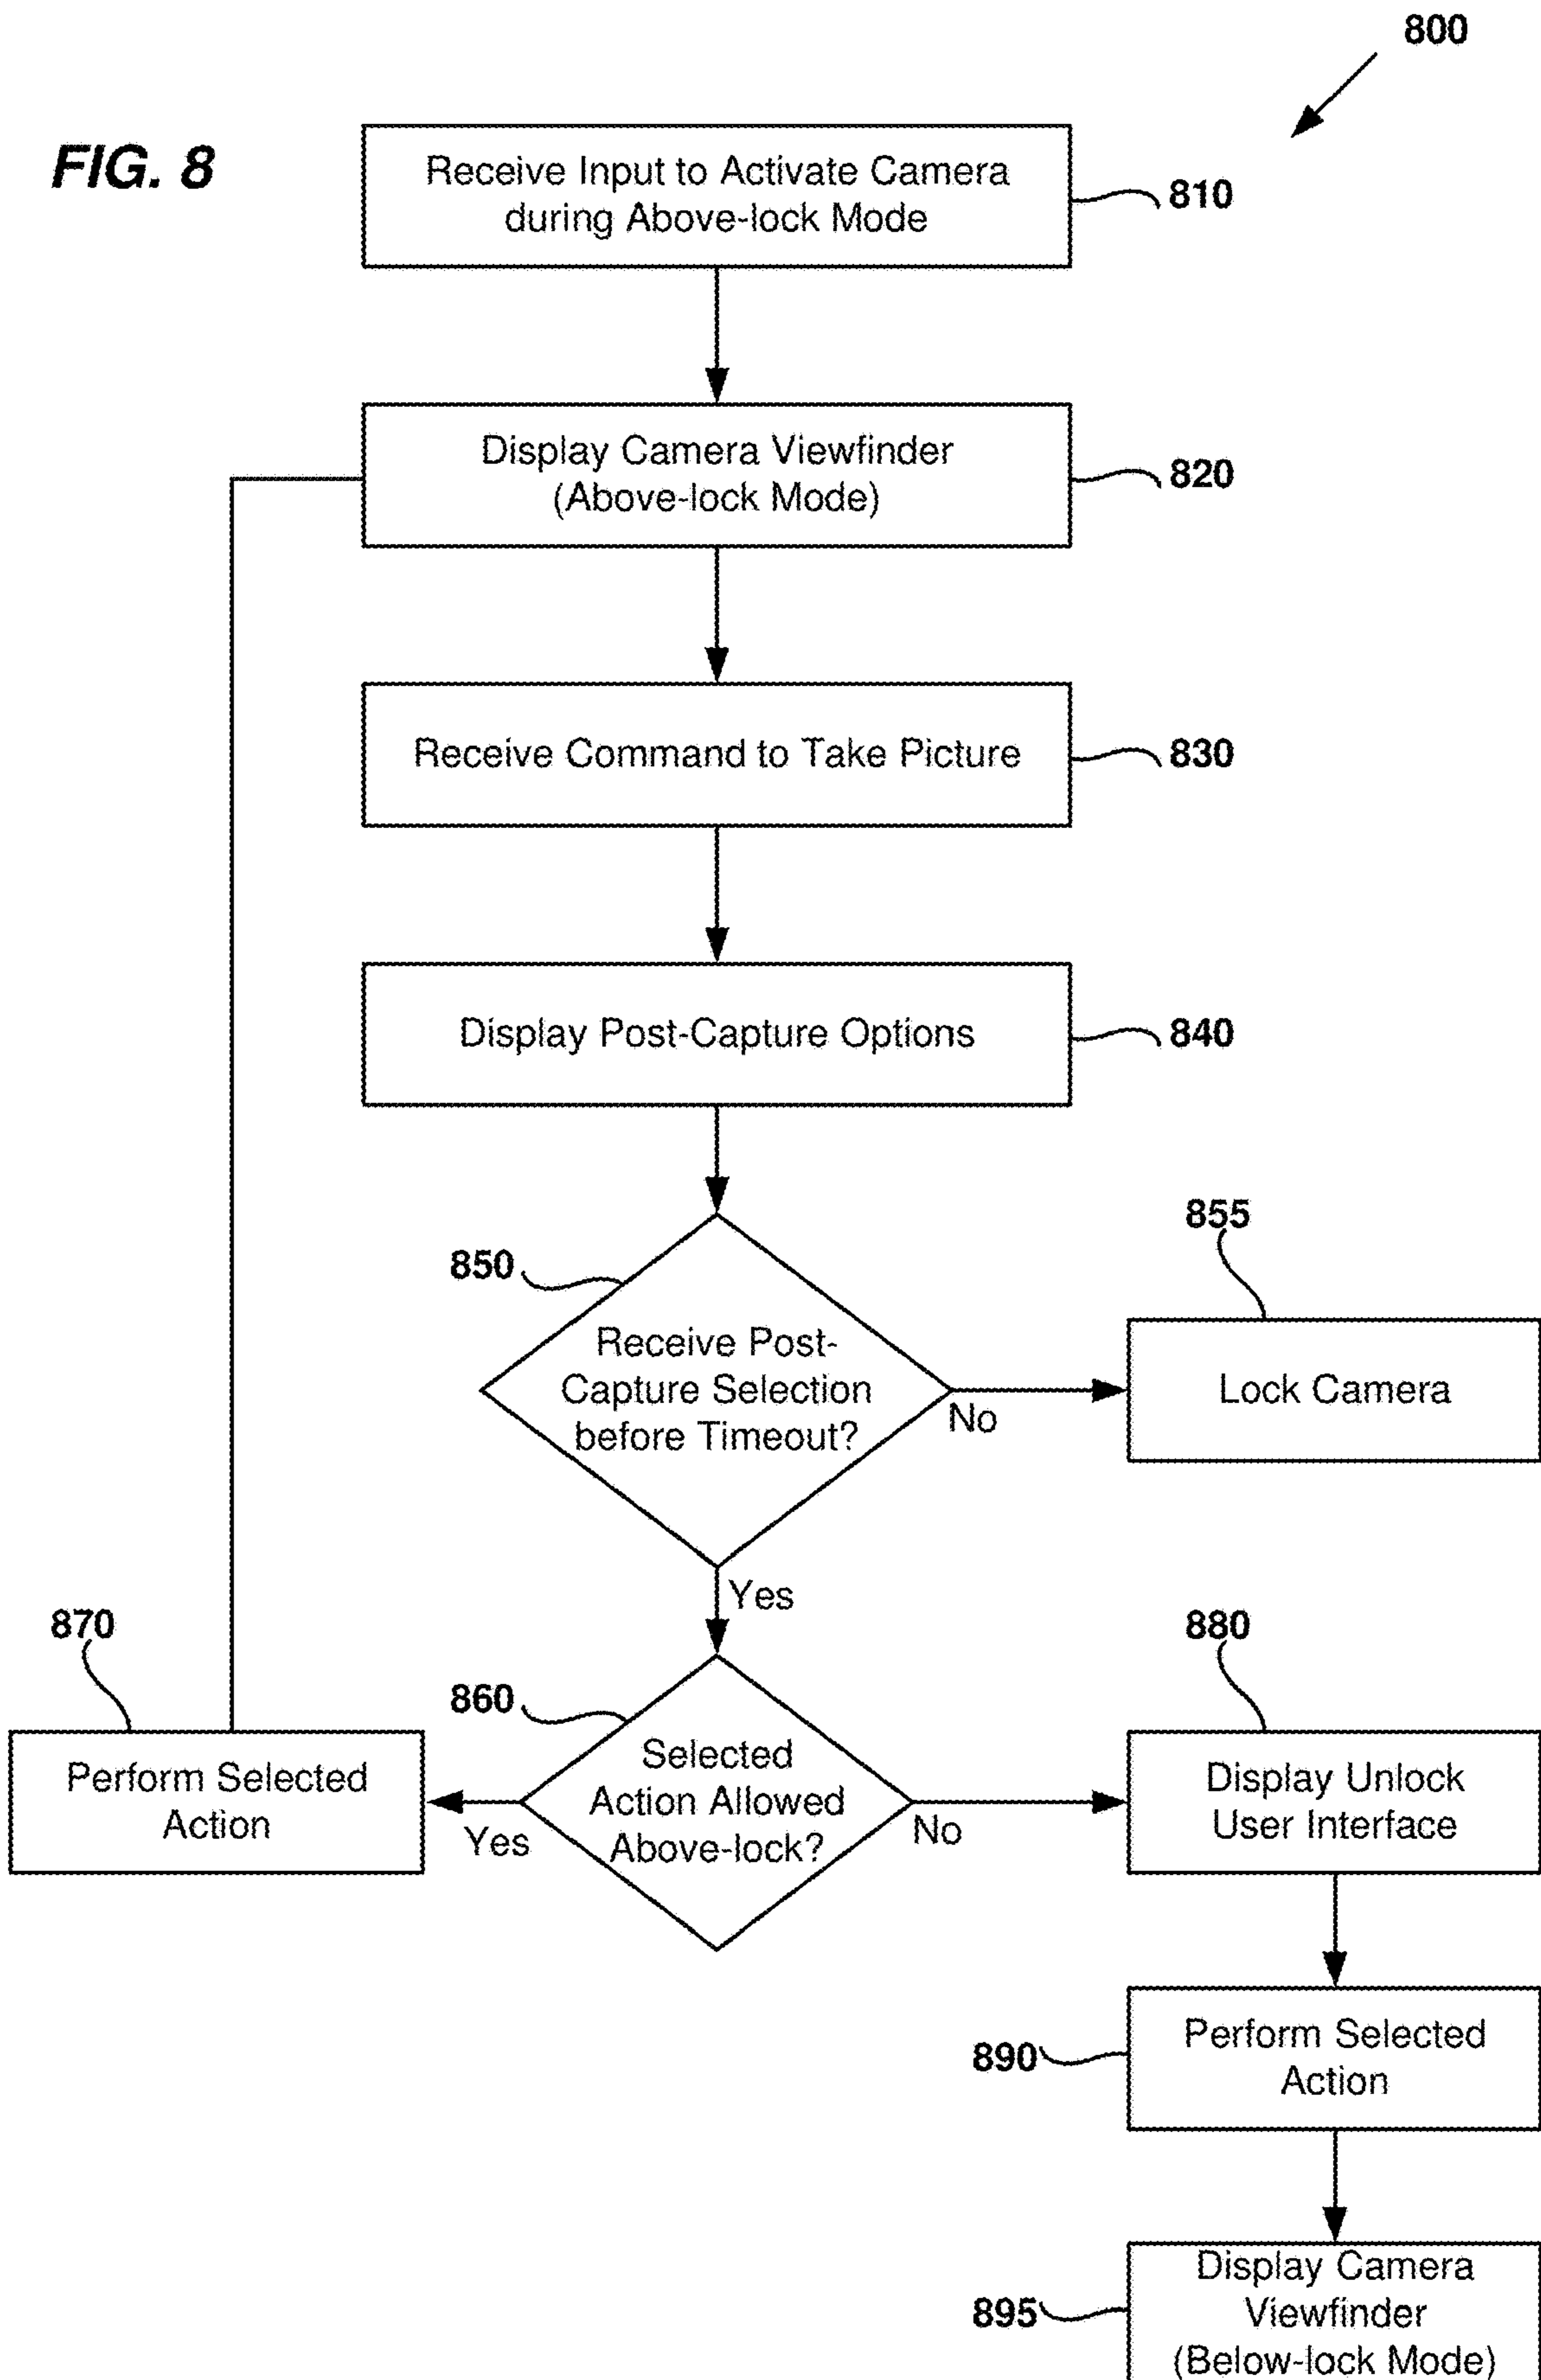 800
FIG. 8
Receive Input to Activate Camera
during Above-lock Mode
810
Display Camera Viewfinder
(Above-lock Mode)
820
Receive Command to Take Picture
830
Display Post-Capture Options
840
850
Receive Post-
Capture Selection
before Timeout?
No
855
Lock Camera
Yes
860
Selected
Action Allowed
Above-lock?
Yes
870
Perform Selected
Action
No
880
Display Unlock
User Interface
890
Perform Selected
Action
895
Display Camera
Viewfinder
(Below-lock Mode)